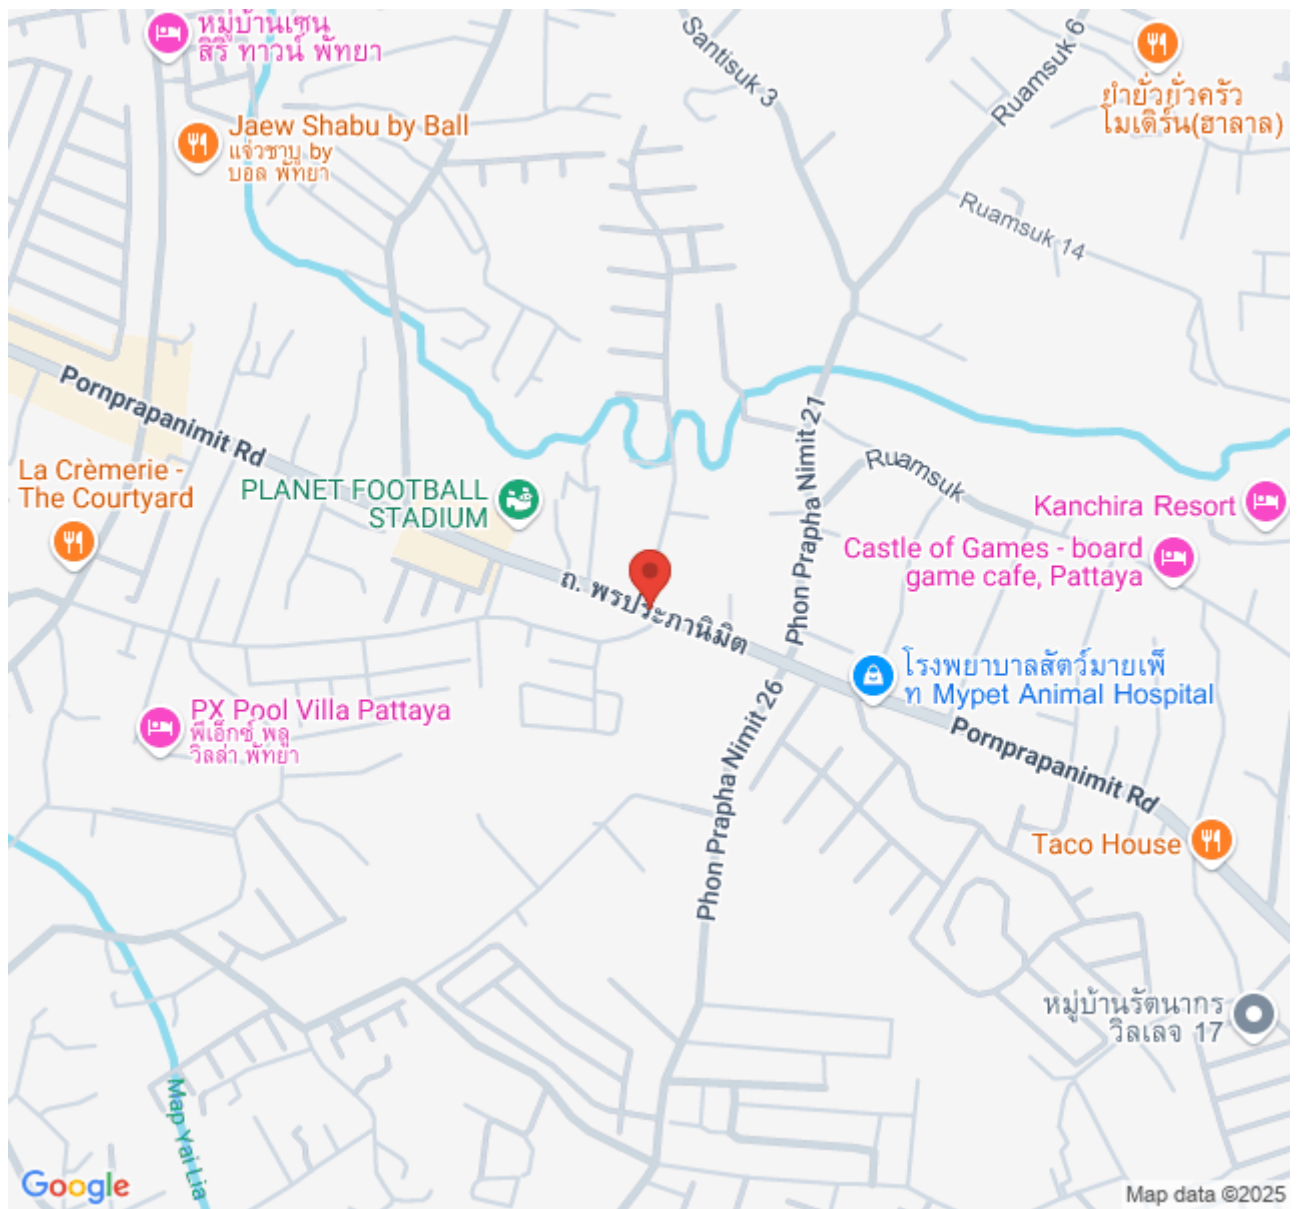 หมู่บ้านเซน
สิริ ทาวน์ พัทยา
Santisuk 3
Ruamsuk 6
ยำยั่วยั่วครัว
โมเดิร์น(ฮาลาล)
Jaew Shabu by Ball
แจ่วชาบู by
บอล พัทยา
Ruamsuk 14
Pornprapanimit Rd
Phon Prapha Nimit 21
Ruamsuk
La Crèmerie -
The Courtyard
PLANET FOOTBALL
STADIUM
Kanchira Resort
Castle of Games - board
game cafe, Pattaya
ถ. พรประภานิมิต
โรงพยาบาลสัตว์มายเพ็
ท Mypet Animal Hospital
PX Pool Villa Pattaya
พีเอ็กซ์ พลู
วิลล่า พัทยา
Phon Prapha Nimit 26
Pornprapanimit Rd
Taco House
หมู่บ้านรัตนากร
วิลเลจ 17
Map Yai Lia
Google
Map data ©2025